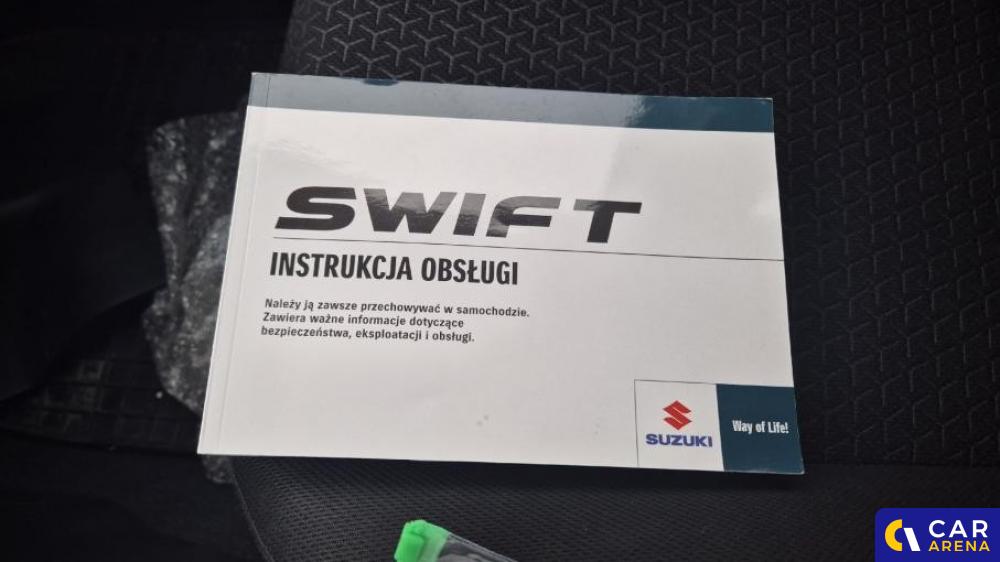 SWIFT
INSTRUKCJA OBSŁUGI
Należy ją zawsze przechowywać w samochodzie.
Zawiera ważne informacje dotyczące
bezpieczeństwa, eksploatacji i obsługi.
SUZUKI
Way of Life!
CAR
ARENA